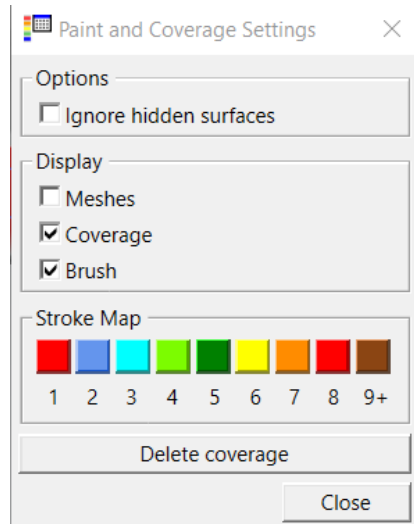 Paint and Coverage Settings
Options
Ignore hidden surfaces
Display
Meshes
Coverage
Brush
Stroke Map
1 2 3 4 5 6 7 8 9+
Delete coverage
Close